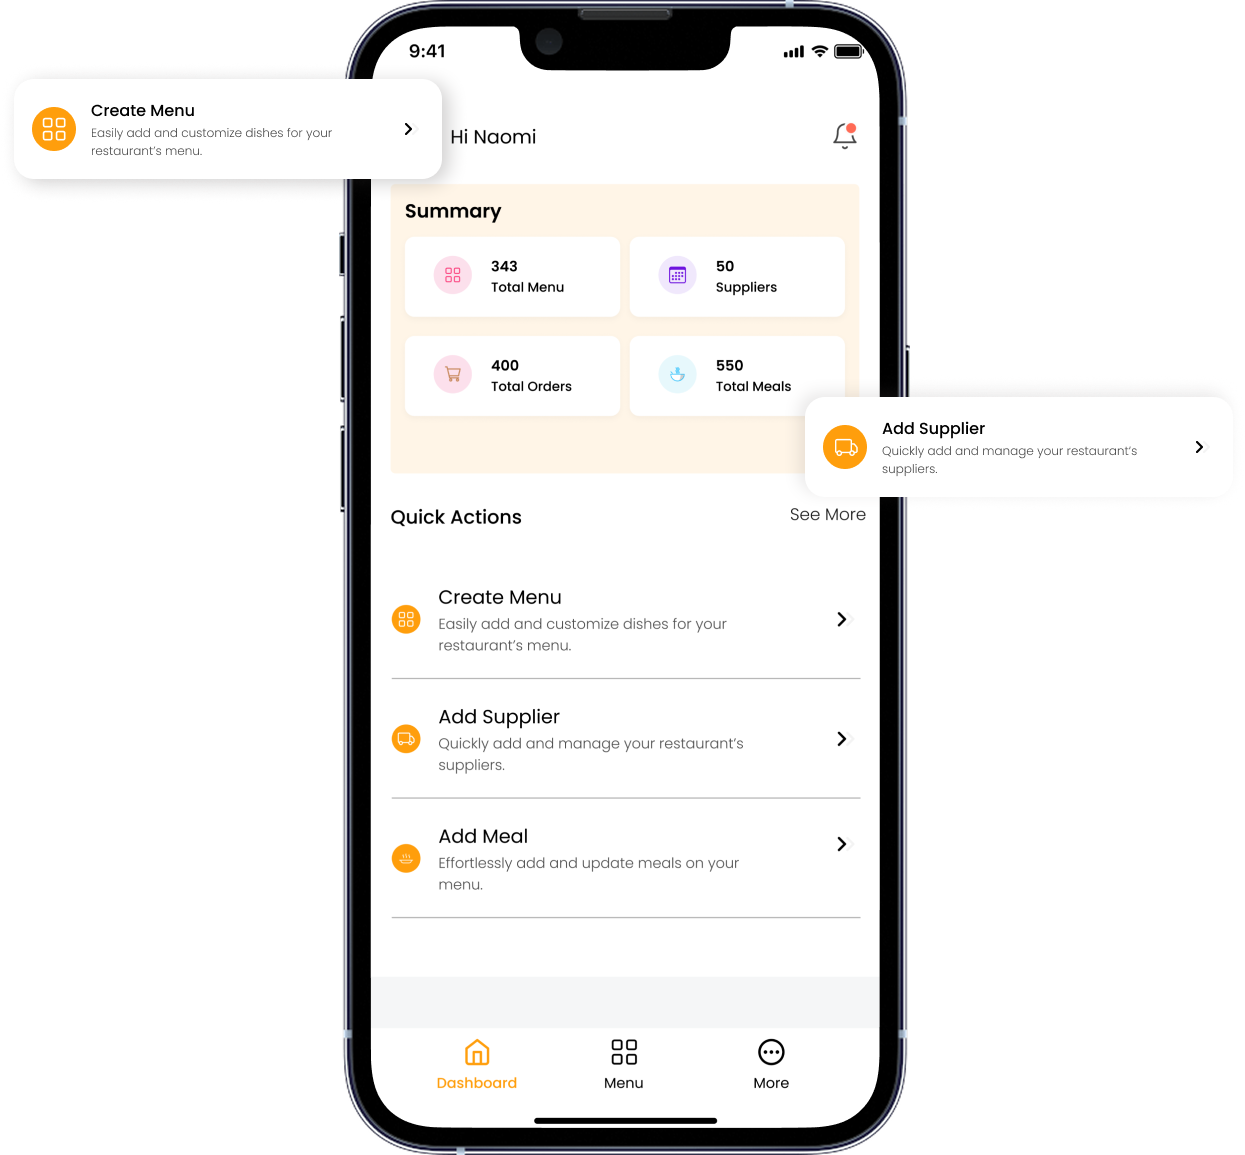 9:41
Create Menu
Easily add and customize dishes for your
restaurant's menu.
Hi Naomi
Summary
343
Total Menu
50
Suppliers
400
Total Orders
550
Total Meals
Add Supplier
Quickly add and manage your restaurant's
suppliers.
Quick Actions
See More
Create Menu
Easily add and customize dishes for your
restaurant's menu.
Add Supplier
Quickly add and manage your restaurant's
suppliers.
Add Meal
Effortlessly add and update meals on your
menu.
Dashboard
Menu
More